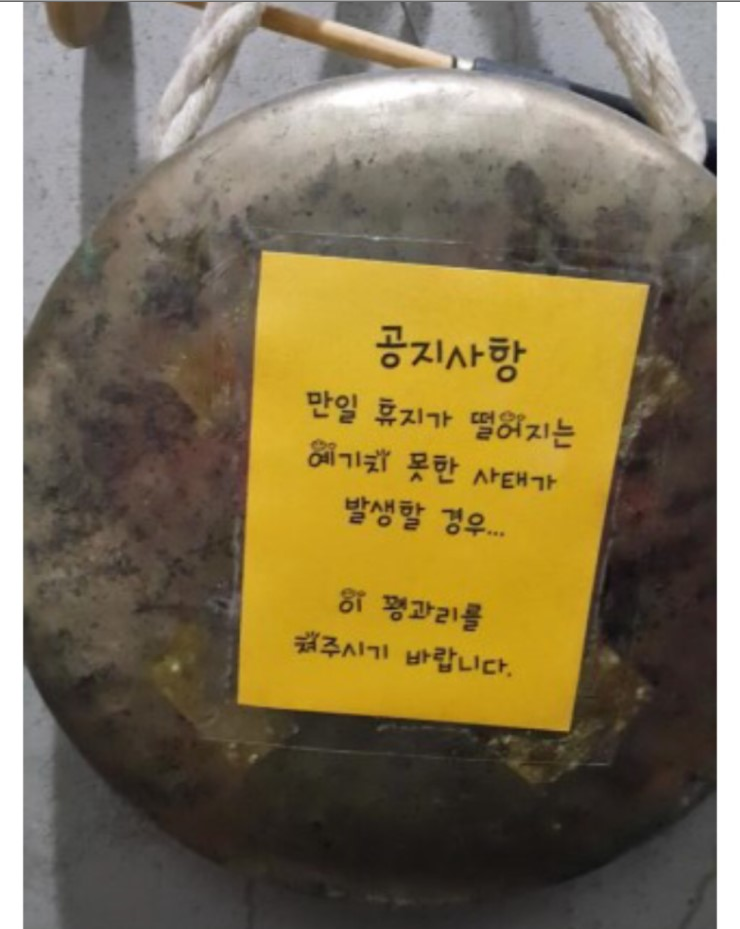 공지사항
만일 휴지가 떨어지는
예기치 못한 사태가
발생할 경우...
이 꽹과리를
쳐주시기 바랍니다.